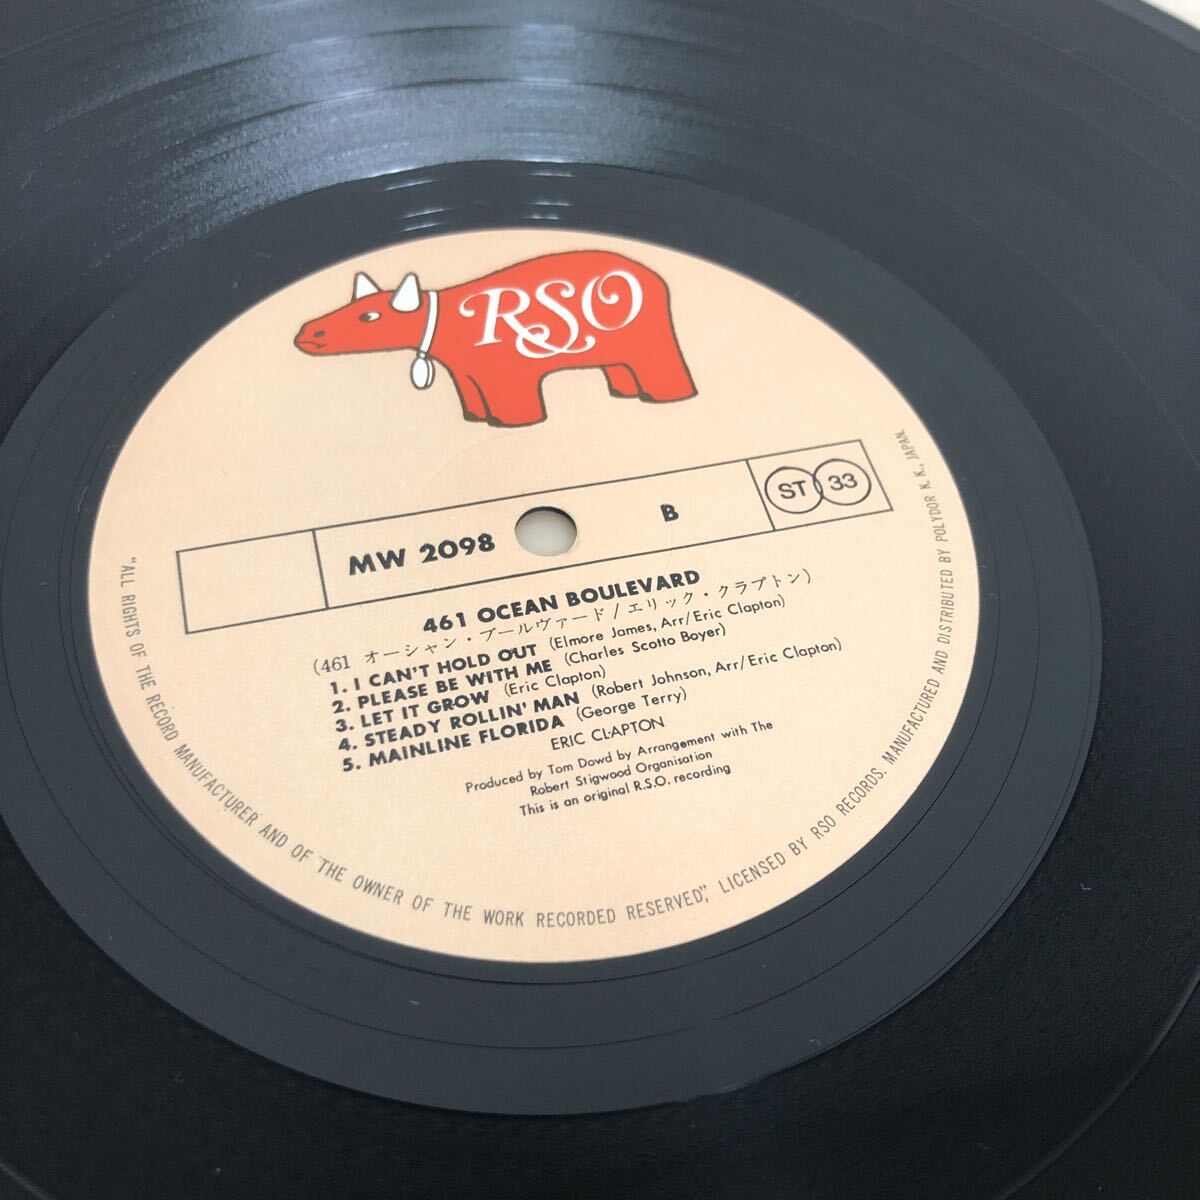 RSO
MW 2098
B
ST 33
461 OCEAN BOULEVARD
(461 オーシャン・ブールヴァード/エリック・クラプトン)
1. I CAN'T HOLD OUT (Elmore James, Arr/Eric Clapton)
2. PLEASE BE WITH ME (Charles Scotto Boyer)
3. LET IT GROW (Eric Clapton)
4. STEADY ROLLIN' MAN (Robert Johnson, Arr/Eric Clapton)
5. MAINLINE FLORIDA (George Terry)
ERIC CLAPTON
Produced by Tom Dowd by Arrangement with The
Robert Stigwood Organisation
This is an original R.S.O. recording
"ALL RIGHTS OF THE RECORD MANUFACTURER AND OF THE OWNER OF THE WORK RECORDED RESERVED", LICENSED BY RSO RECORDS. MANUFACTURED AND DISTRIBUTED BY POLYDOR K. K., JAPAN.